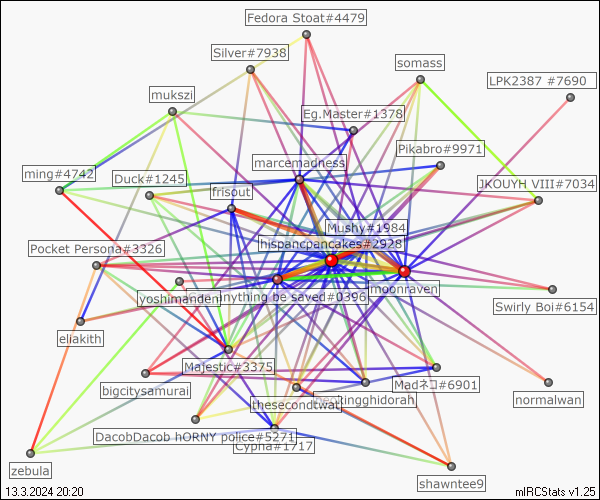 Fedora Stoat#4479
Silver#7938
somass
LPK2387 #7690
mukszi
Eg.Master#1378
Pikabro#9971
marcemadness
ming#4742
Duck#1245
JKOUYH VIII#7034
frisout
Mushy#1984
hispancpancakes#2928
Pocket Persona#3326
moonraven
yoshimandem
nything be saved#0396
Swirly Boi#6154
eliakith
Majestic#3375
Madネコ#6901
bigcitysamurai
normalwan
thesecondtwat
ngghidorah
DacobDacob hORNY police#5271
Cypha#1717
zebula
shawntee9
13.3.2024 20:20
mIRCStats v1.25